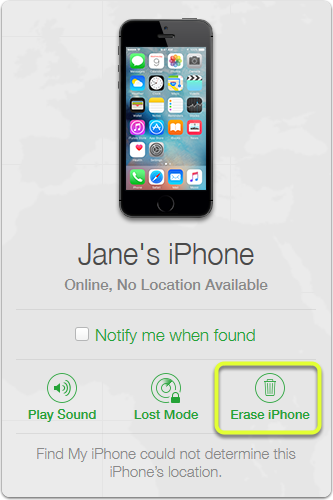 Jane's iPhone
Online, No Location Available
Notify me when found
Play Sound
Lost Mode
Erase iPhone
Find My iPhone could not determine this
iPhone's location.